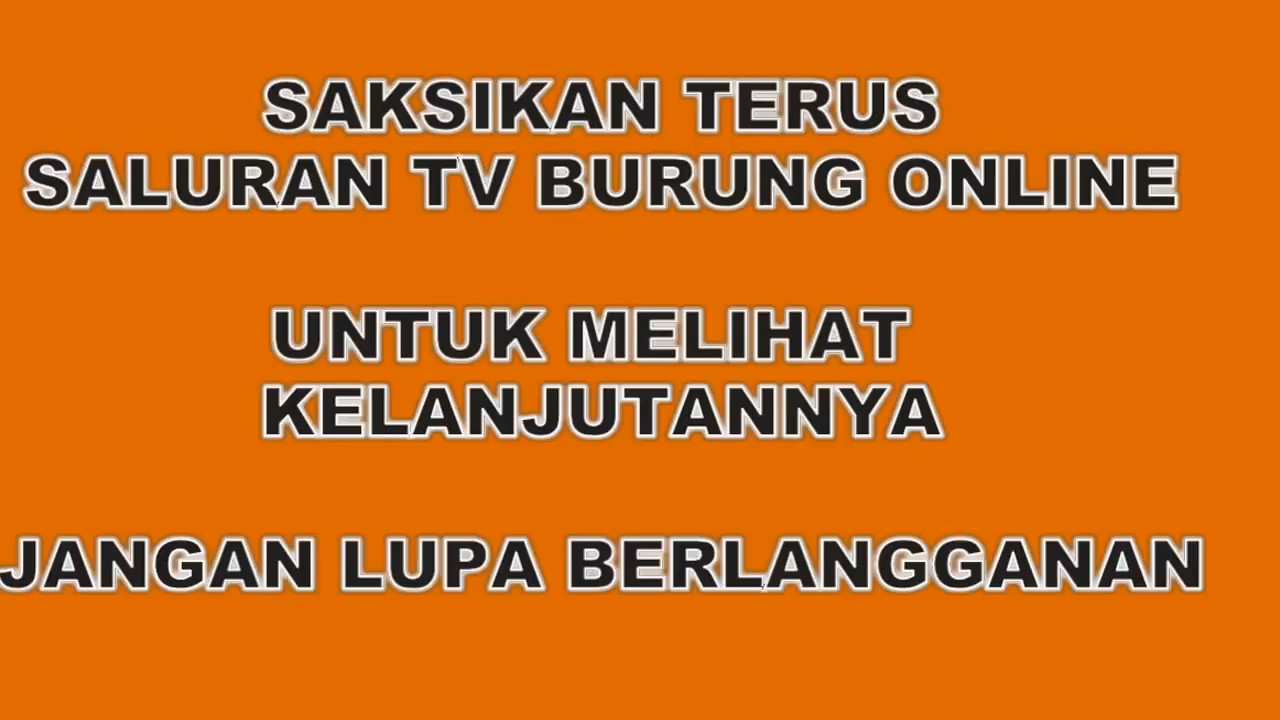 SAKSIKAN TERUS
SALURAN TV BURUNG ONLINE
UNTUK MELIHAT
KELANJUTANNYA
JANGAN LUPA BERLANGGANAN